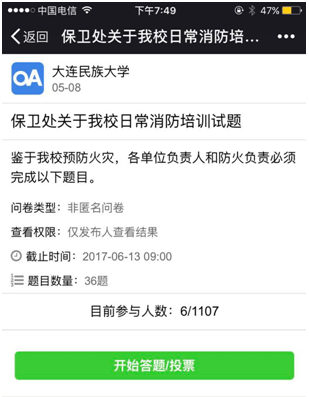 中国电信 下午7:49 47%
返回 保卫处关于我校日常消防培...
OA 大连民族大学
05-08
保卫处关于我校日常消防培训试题
鉴于我校预防火灾，各单位负责人和防火负责必须
完成以下题目。
问卷类型：非匿名问卷
查看权限：仅发布人查看结果
截止时间：2017-06-13 09:00
题目数量：36题
目前参与人数：6/1107
开始答题/投票